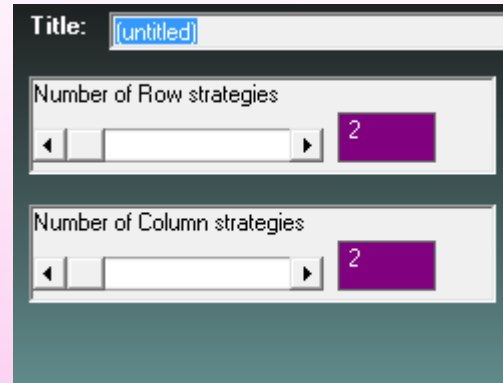 Title: (untitled)
Number of Row strategies
2
Number of Column strategies
2